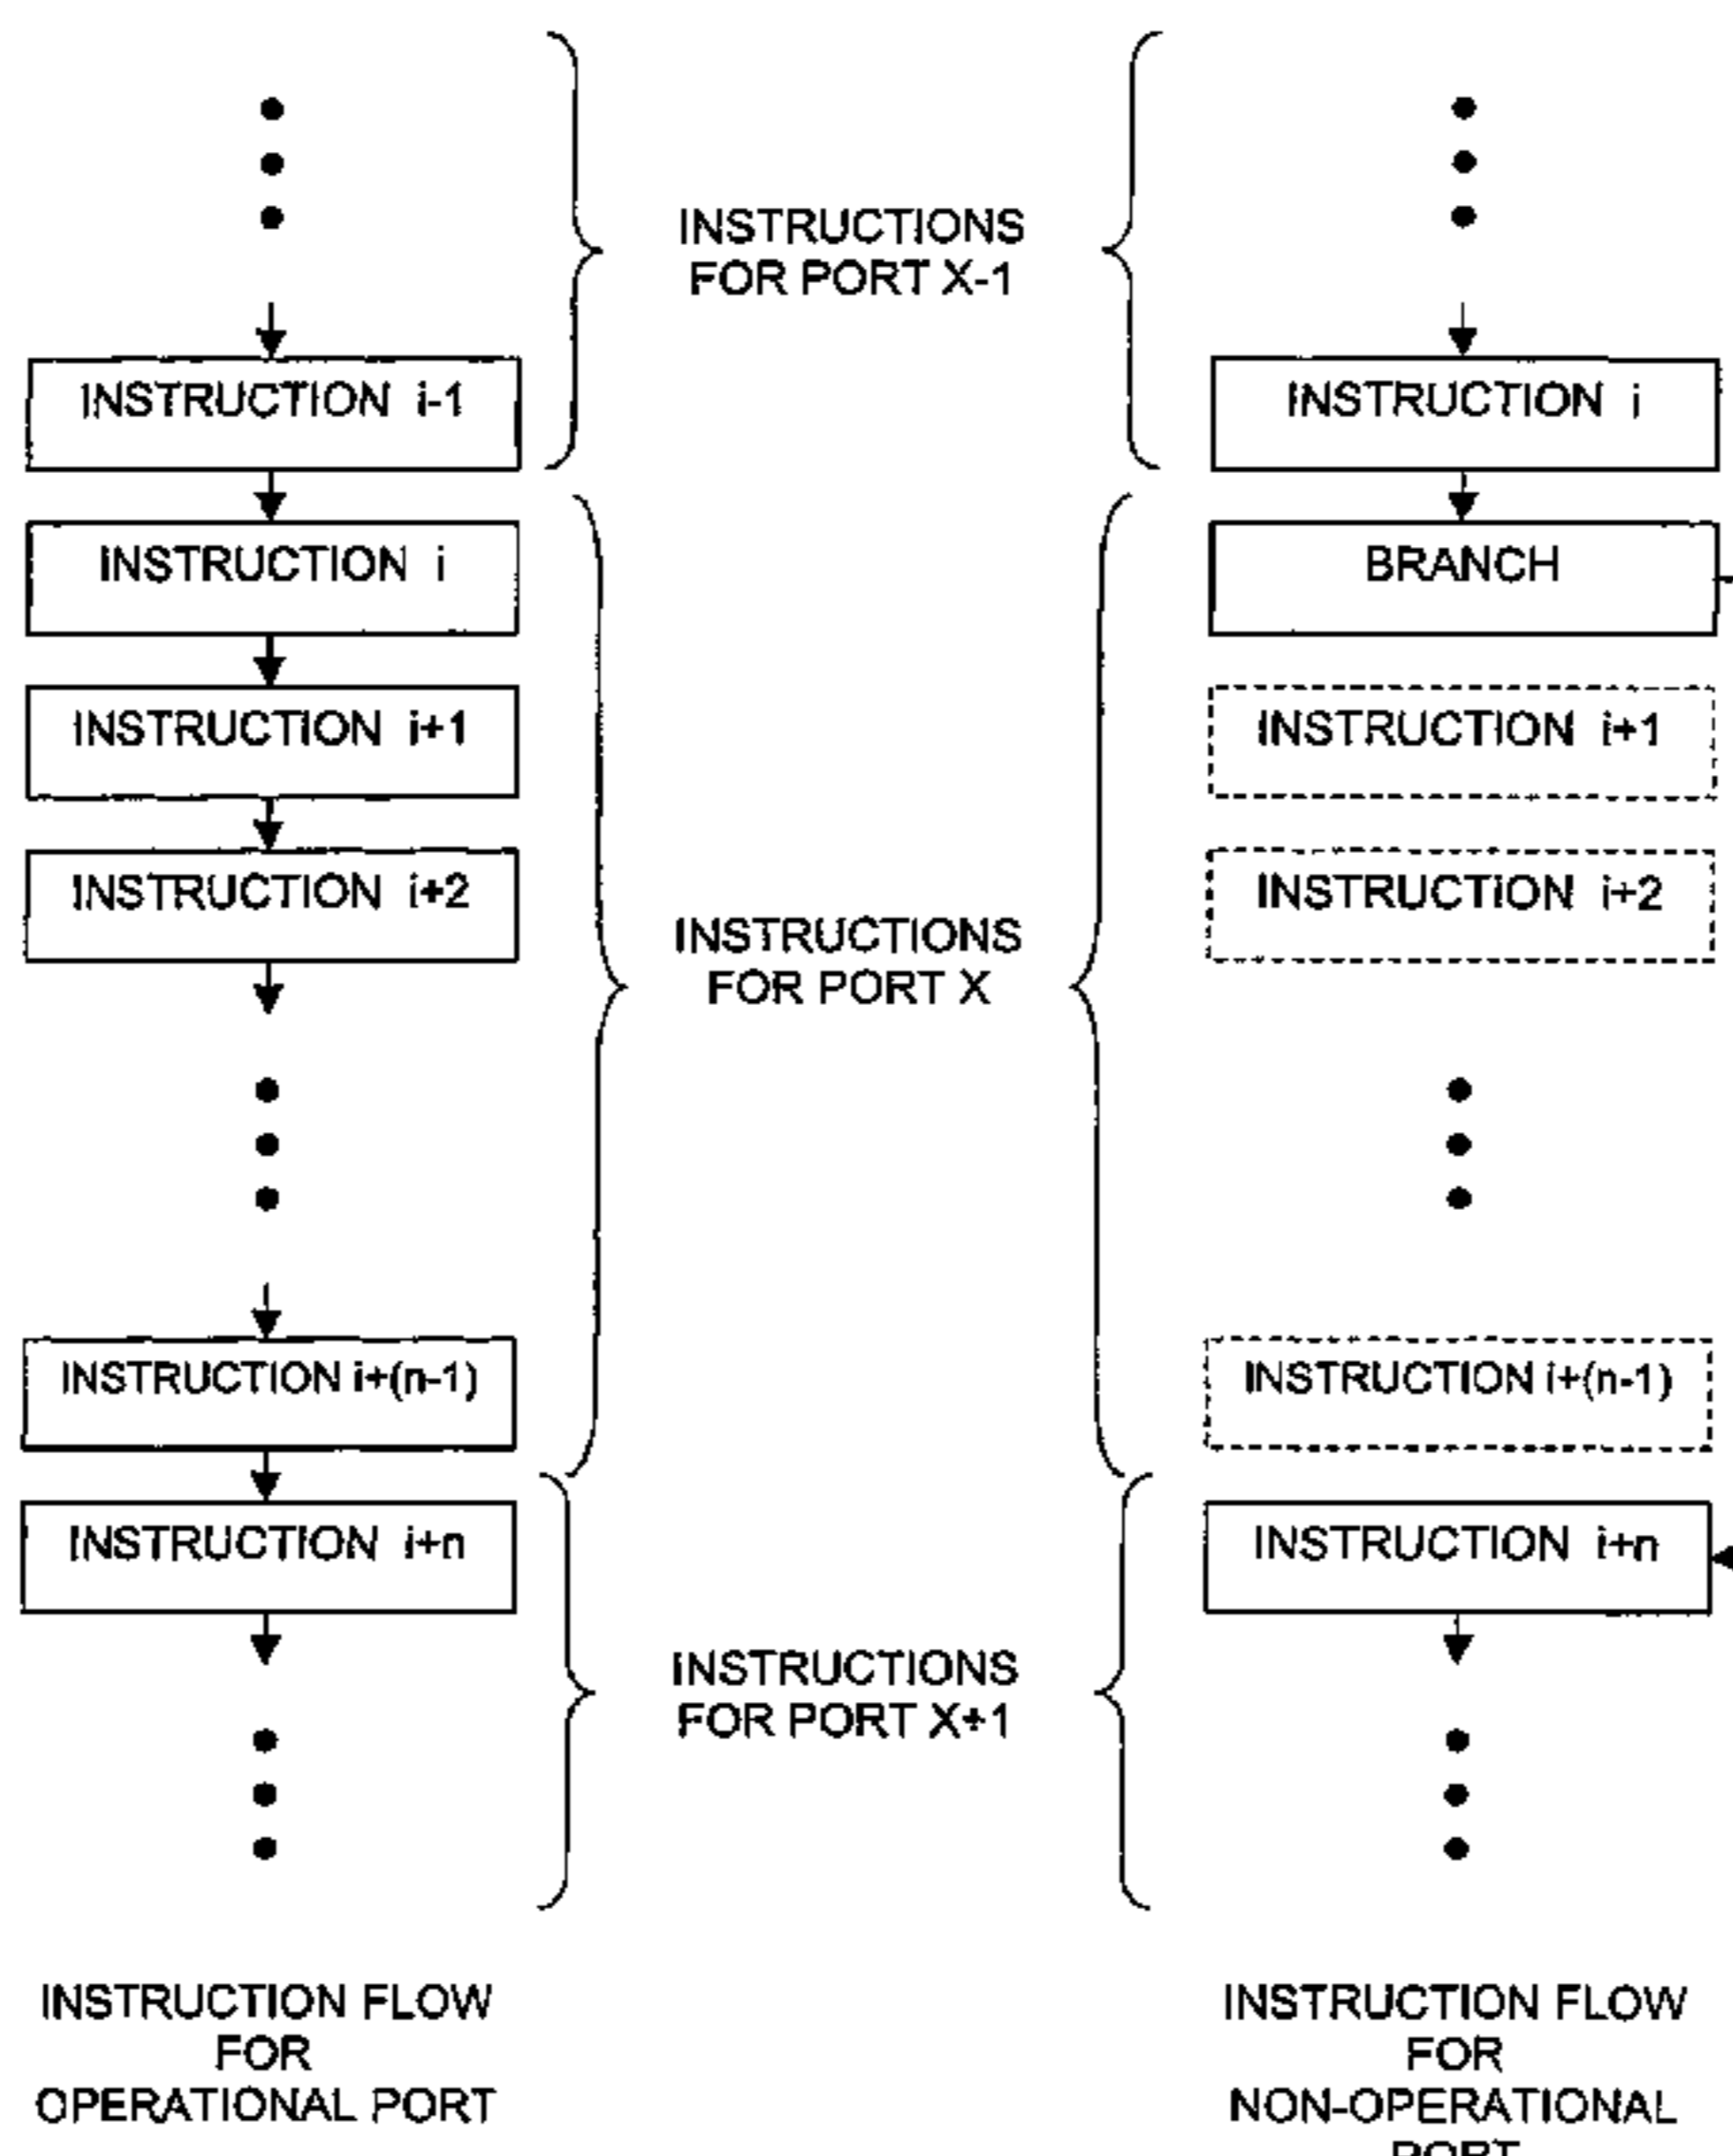 INSTRUCTIONS
FOR PORT X-1
INSTRUCTION i-1
INSTRUCTION i
INSTRUCTION i+1
INSTRUCTION i+2
INSTRUCTION i+(n-1)
INSTRUCTION i+n
INSTRUCTIONS
FOR PORT X
INSTRUCTIONS
FOR PORT X+1
INSTRUCTION i
BRANCH
INSTRUCTION i+1
INSTRUCTION i+2
INSTRUCTION i+(n-1)
INSTRUCTION i+n
INSTRUCTION FLOW
FOR
OPERATIONAL PORT
INSTRUCTION FLOW
FOR
NON-OPERATIONAL
PORT